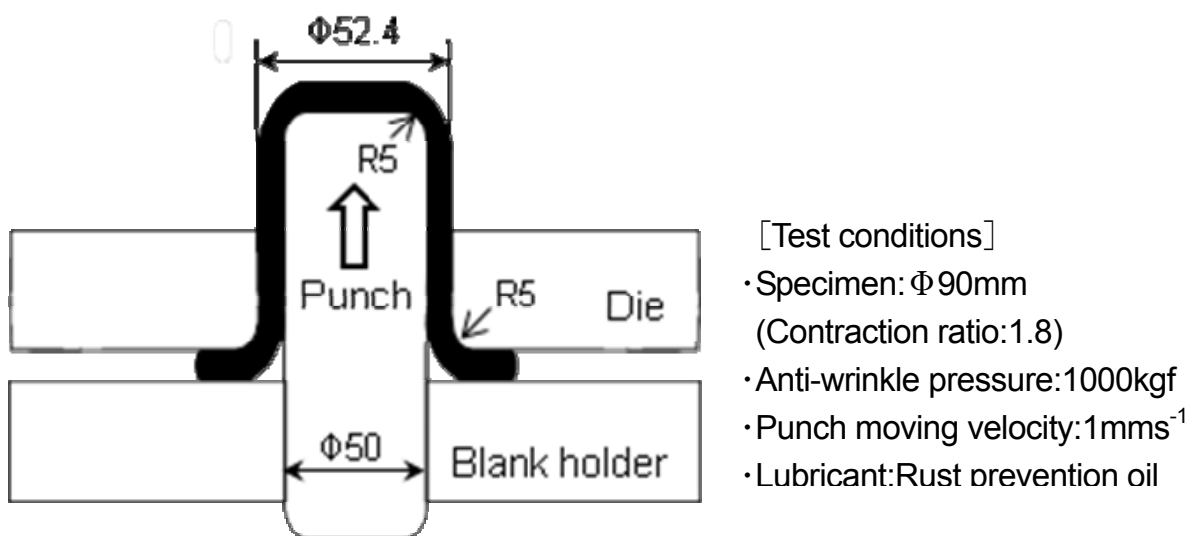 Φ52.4
R5
Punch
R5
Die
Φ50
Blank holder
［Test conditions］
・Specimen:Φ90mm
(Contraction ratio:1.8)
・Anti-wrinkle pressure:1000kgf
・Punch moving velocity:1mms⁻¹
・Lubricant:Rust prevention oil